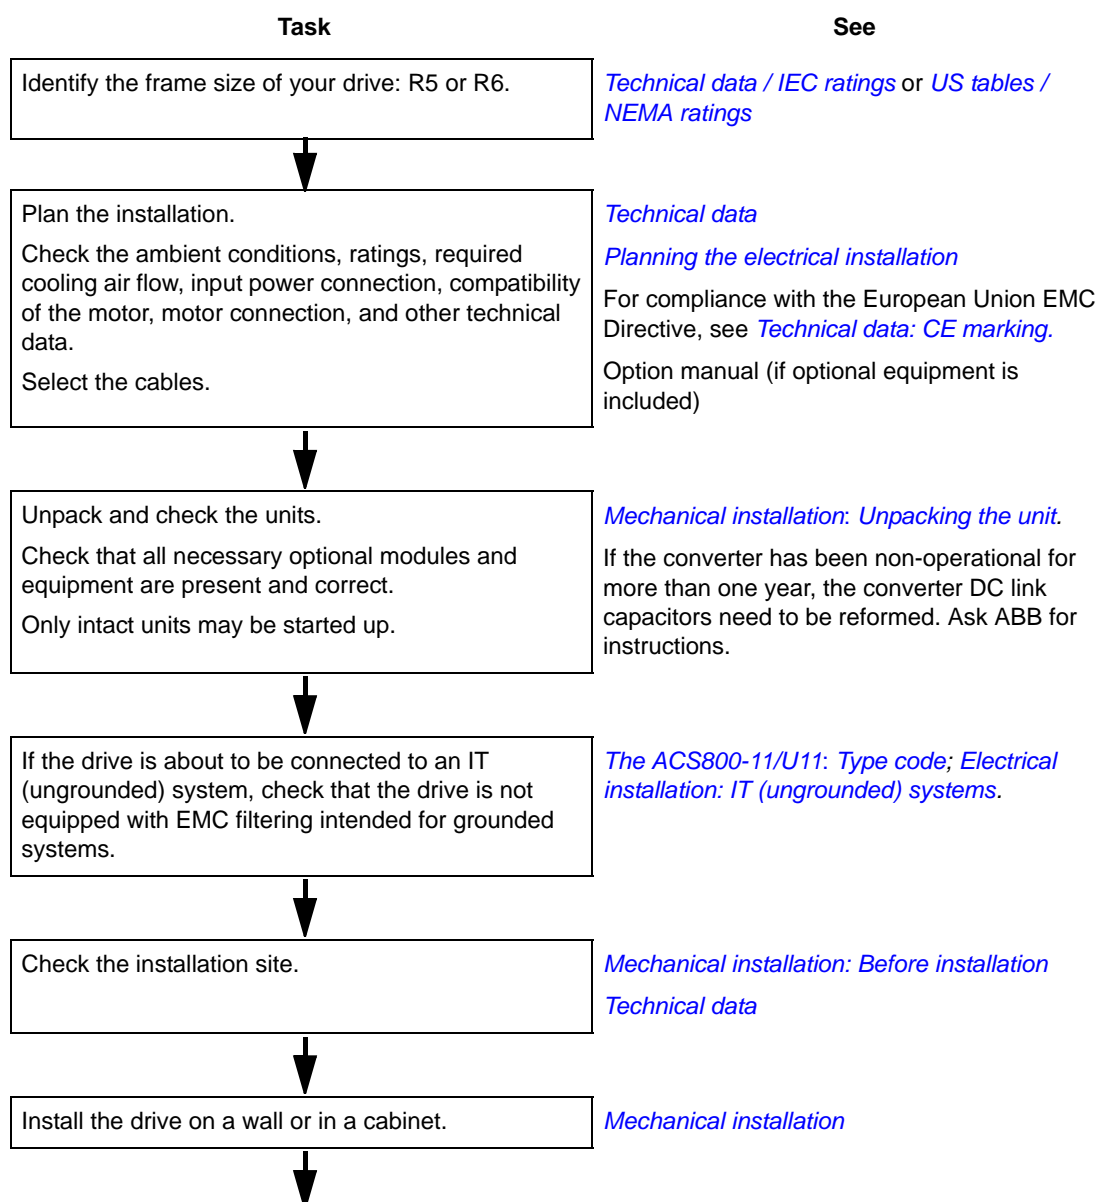 Task
See
Identify the frame size of your drive: R5 or R6.
Technical data / IEC ratings or US tables /
NEMA ratings
Plan the installation.
Check the ambient conditions, ratings, required
cooling air flow, input power connection, compatibility
of the motor, motor connection, and other technical
data.
Select the cables.
Technical data
Planning the electrical installation
For compliance with the European Union EMC
Directive, see Technical data: CE marking.
Option manual (if optional equipment is
included)
Unpack and check the units.
Check that all necessary optional modules and
equipment are present and correct.
Only intact units may be started up.
Mechanical installation: Unpacking the unit.
If the converter has been non-operational for
more than one year, the converter DC link
capacitors need to be reformed. Ask ABB for
instructions.
If the drive is about to be connected to an IT
(ungrounded) system, check that the drive is not
equipped with EMC filtering intended for grounded
systems.
The ACS800-11/U11: Type code; Electrical
installation: IT (ungrounded) systems.
Check the installation site.
Mechanical installation: Before installation
Technical data
Install the drive on a wall or in a cabinet.
Mechanical installation